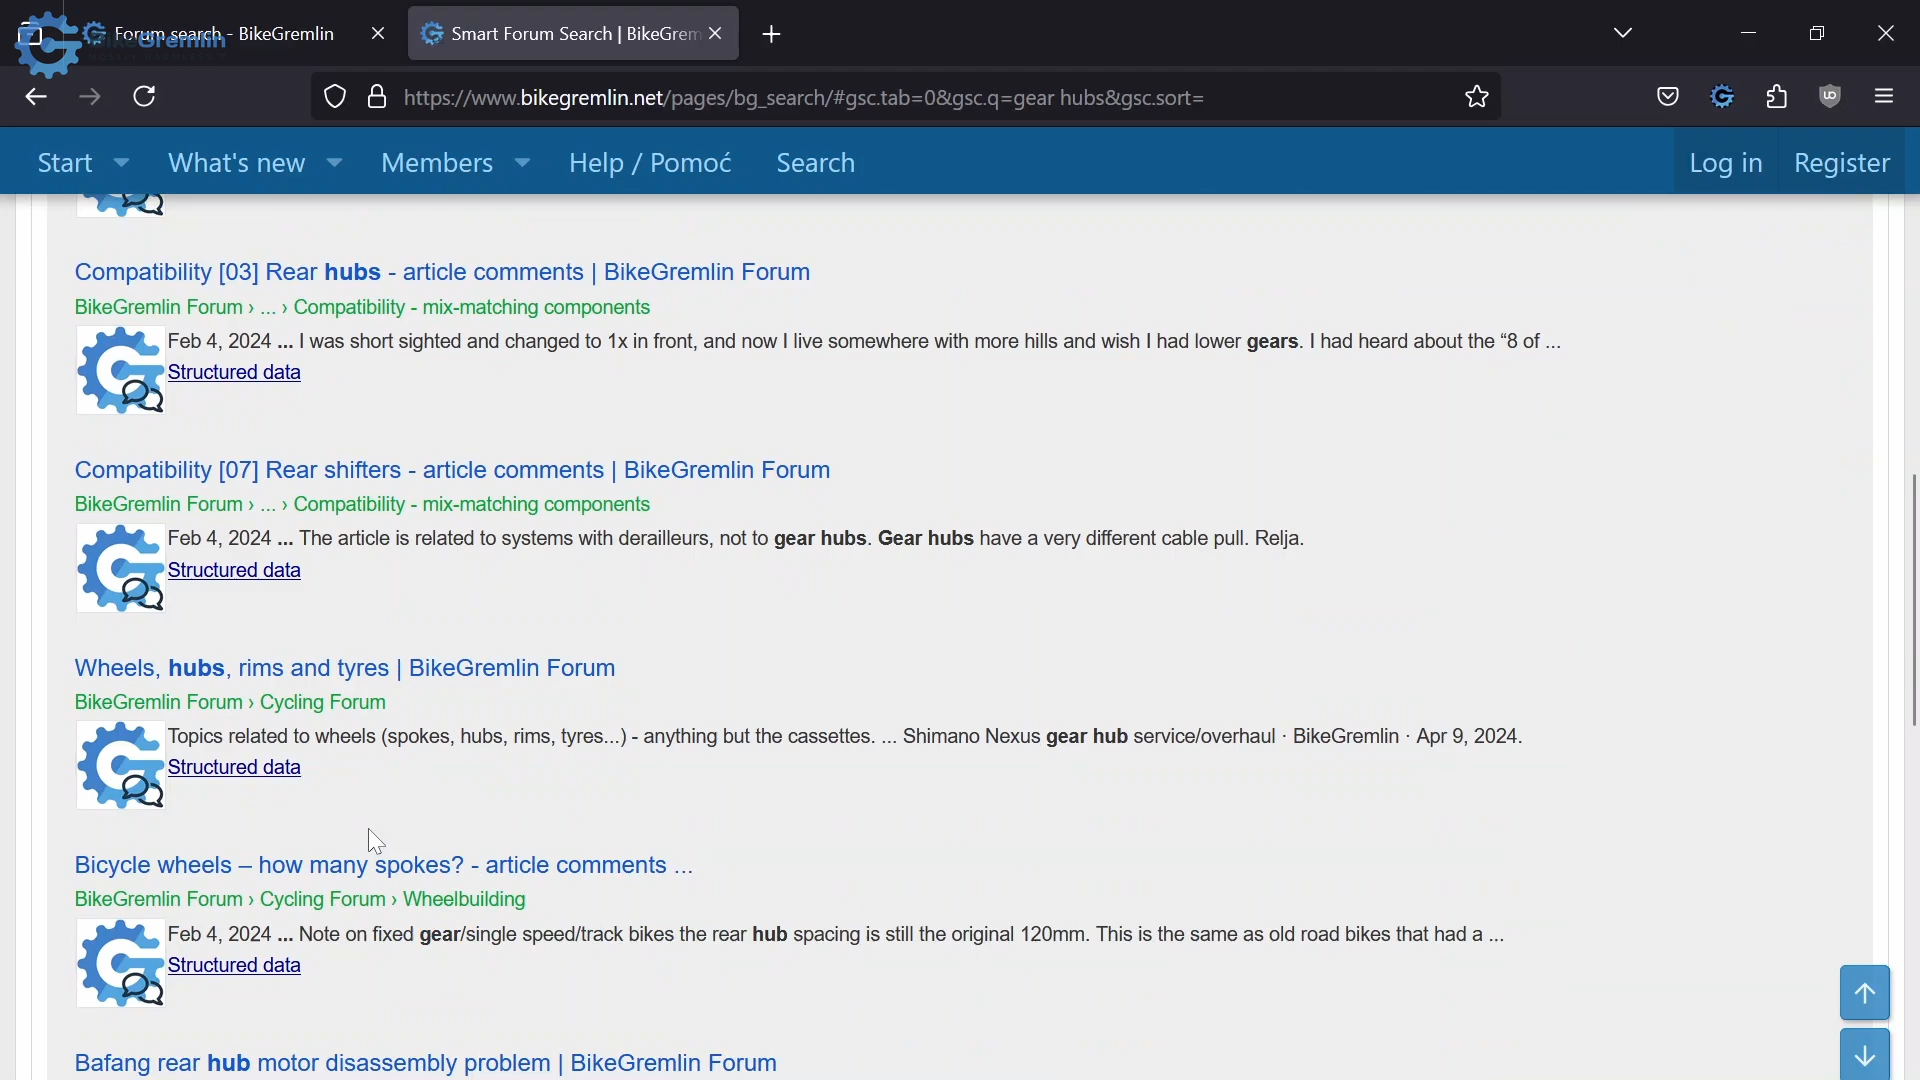 Forum search - BikeGremlin
Smart Forum Search | BikeGrem
BikeGremlin
https://www.bikegremlin.net/pages/bg_search/#gsc.tab=0&gsc.q=gear hubs&gsc.sort=
Start
What's new
Members
Help / Pomoć
Search
Log in
Register
Compatibility [03] Rear hubs - article comments | BikeGremlin Forum
BikeGremlin Forum › ... › Compatibility - mix-matching components
Feb 4, 2024 ... I was short sighted and changed to 1x in front, and now I live somewhere with more hills and wish I had lower gears. I had heard about the “8 of ...
Structured data
Compatibility [07] Rear shifters - article comments | BikeGremlin Forum
BikeGremlin Forum › ... › Compatibility - mix-matching components
Feb 4, 2024 ... The article is related to systems with derailleurs, not to gear hubs. Gear hubs have a very different cable pull. Relja.
Structured data
Wheels, hubs, rims and tyres | BikeGremlin Forum
BikeGremlin Forum › Cycling Forum
Topics related to wheels (spokes, hubs, rims, tyres...) - anything but the cassettes. ... Shimano Nexus gear hub service/overhaul · BikeGremlin · Apr 9, 2024.
Structured data
Bicycle wheels – how many spokes? - article comments ...
BikeGremlin Forum › Cycling Forum › Wheelbuilding
Feb 4, 2024 ... Note on fixed gear/single speed/track bikes the rear hub spacing is still the original 120mm. This is the same as old road bikes that had a ...
Structured data
Bafang rear hub motor disassembly problem | BikeGremlin Forum